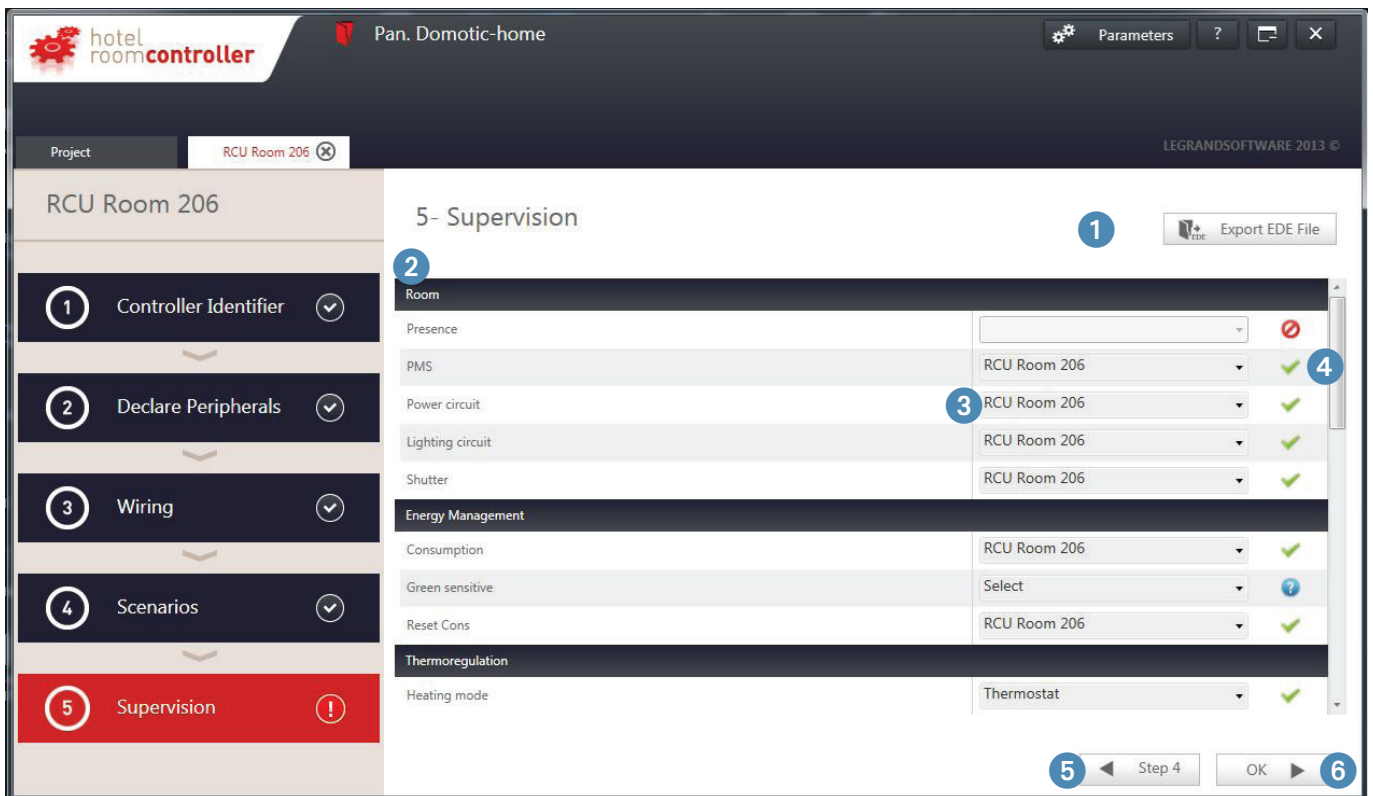 hotel
roomcontroller
Pan. Domotic-home
Parameters
?
Project
RCU Room 206
LEGRANDSOFTWARE 2013 ©
RCU Room 206
1 Controller Identifier
2 Declare Peripherals
3 Wiring
4 Scenarios
5 Supervision !
5- Supervision
1
EDE Export EDE File
2
Room
Presence
PMS RCU Room 206 4
Power circuit 3 RCU Room 206
Lighting circuit RCU Room 206
Shutter RCU Room 206
Energy Management
Consumption RCU Room 206
Green sensitive Select ?
Reset Cons RCU Room 206
Thermoregulation
Heating mode Thermostat
5 Step 4 OK 6